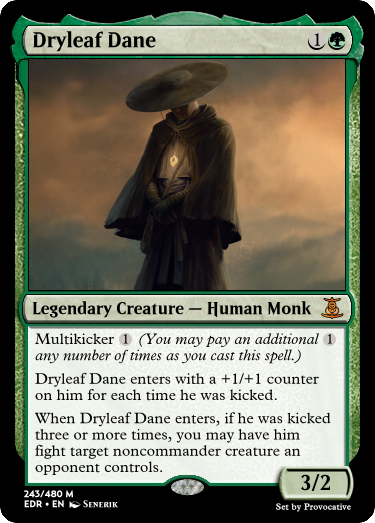 Dryleaf Dane 1
Legendary Creature — Human Monk
Multikicker 1 (You may pay an additional 1
any number of times as you cast this spell.)
Dryleaf Dane enters with a +1/+1 counter
on him for each time he was kicked.
When Dryleaf Dane enters, if he was kicked
three or more times, you may have him
fight target noncommander creature an
opponent controls.
3/2
243/480 M
EDR • EN Senerik
Set by Provocative